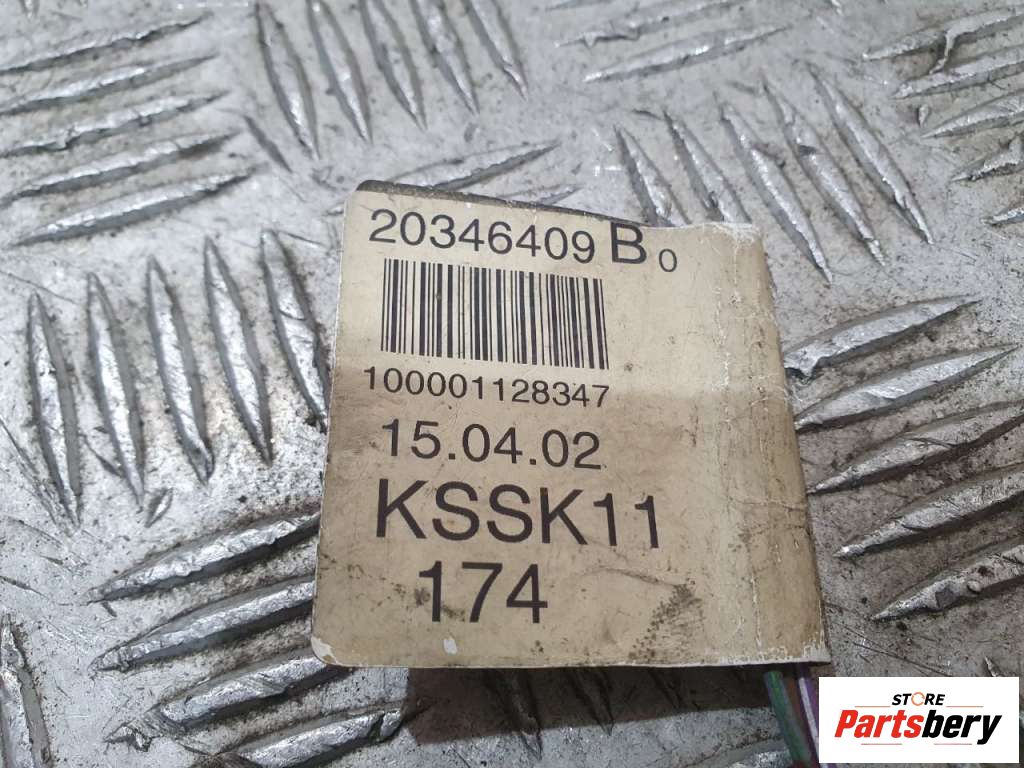 20346409 B 0
100001128347
15.04.02
KSSK11
174
STORE
Partsbery